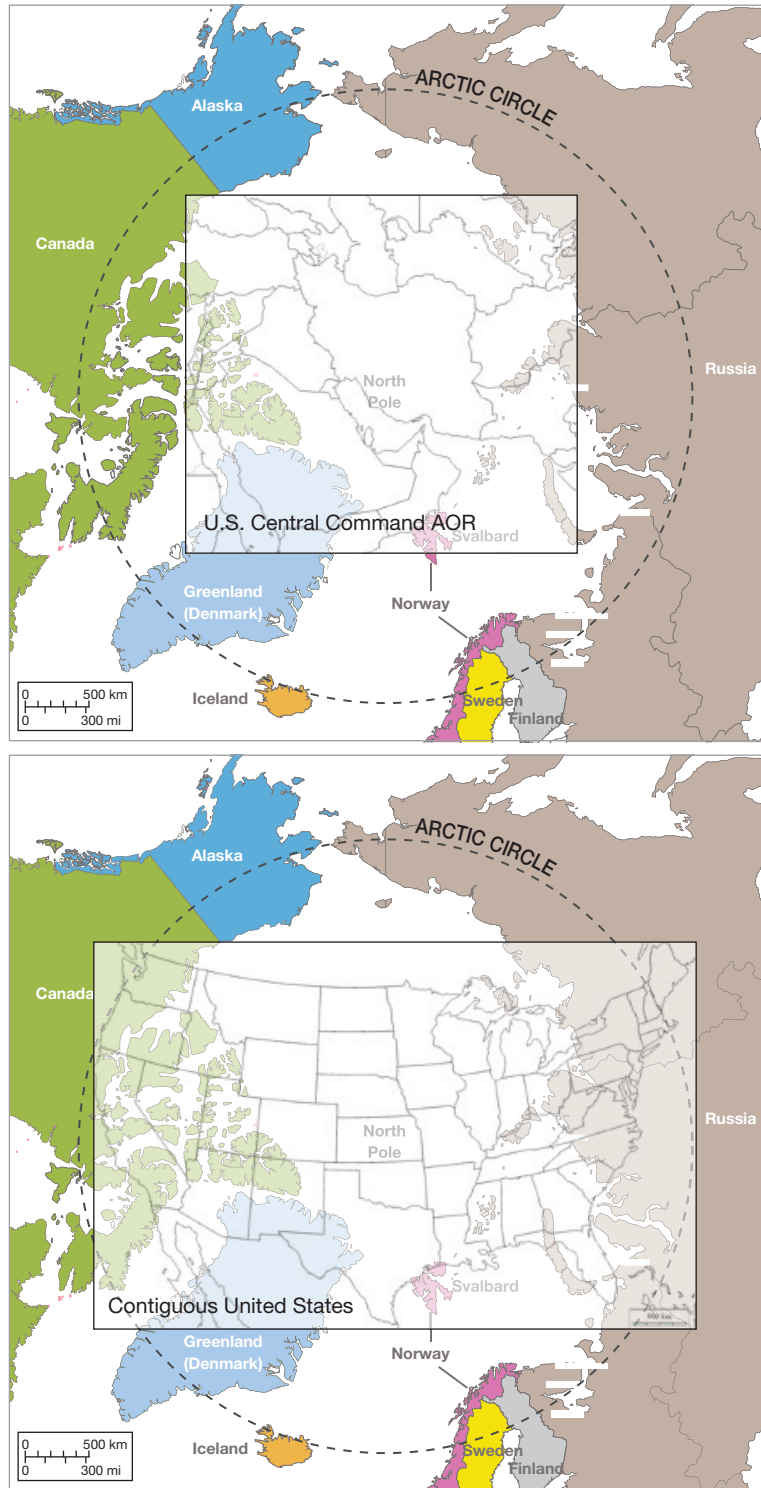 ARCTIC CIRCLE
Alaska
Canada
North
Pole
Russia
U.S. Central Command AOR
Svalbard
Greenland
(Denmark)
Norway
Iceland
Sweden
Finland
0 500 km
0 300 mi
ARCTIC CIRCLE
Alaska
Canada
North
Pole
Russia
Svalbard
Contiguous United States
Greenland
(Denmark)
Norway
Iceland
Sweden
Finland
0 500 km
0 300 mi